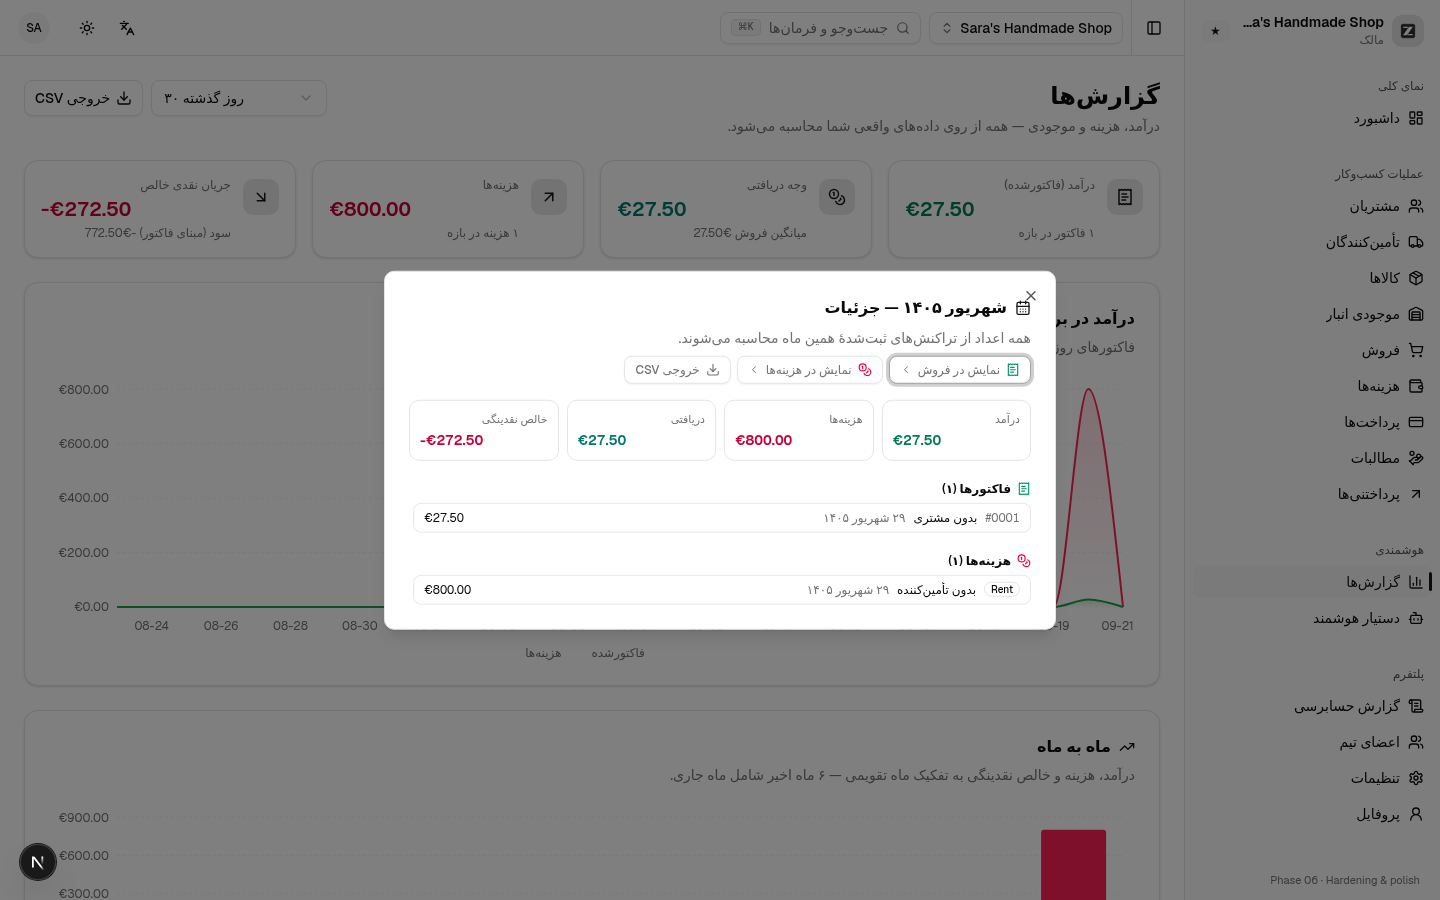 ...a's Handmade Shop
مالک
★
Sara's Handmade Shop
جست‌وجو و فرمان‌ها
⌘K
SA
نمای کلی
داشبورد
عملیات کسب‌وکار
مشتریان
تأمین‌کنندگان
کالاها
موجودی انبار
فروش
هزینه‌ها
پرداخت‌ها
مطالبات
پرداختنی‌ها
هوشمندی
گزارش‌ها
دستیار هوشمند
پلتفرم
گزارش حسابرسی
اعضای تیم
تنظیمات
پروفایل
Phase 06 · Hardening & polish
گزارش‌ها
درآمد، هزینه و موجودی — همه از روی داده‌های واقعی شما محاسبه می‌شود.
روز گذشته ۳۰
خروجی CSV
درآمد (فاکتورشده)
€27.50
۱ فاکتور در بازه
وجه دریافتی
€27.50
میانگین فروش €27.50
هزینه‌ها
€800.00
۱ هزینه در بازه
جریان نقدی خالص
-€272.50
سود (مبنای فاکتور) -€772.50
درآمد در بر
فاکتورهای روز
€800.00
€600.00
€400.00
€200.00
€0.00
08-24 08-26 08-28 08-30 -19 09-21
هزینه‌ها فاکتورشده
شهریور ۱۴۰۵ — جزئیات
همه اعداد از تراکنش‌های ثبت‌شدهٔ همین ماه محاسبه می‌شوند.
نمایش در فروش
نمایش در هزینه‌ها
خروجی CSV
درآمد
€27.50
هزینه‌ها
€800.00
دریافتی
€27.50
خالص نقدینگی
-€272.50
فاکتورها (۱)
#0001 بدون مشتری ۲۹ شهریور ۱۴۰۵ €27.50
هزینه‌ها (۱)
Rent بدون تأمین‌کننده ۲۹ شهریور ۱۴۰۵ €800.00
ماه به ماه
درآمد، هزینه و خالص نقدینگی به تفکیک ماه تقویمی — ۶ ماه اخیر شامل ماه جاری.
€900.00
€600.00
€300.00
N